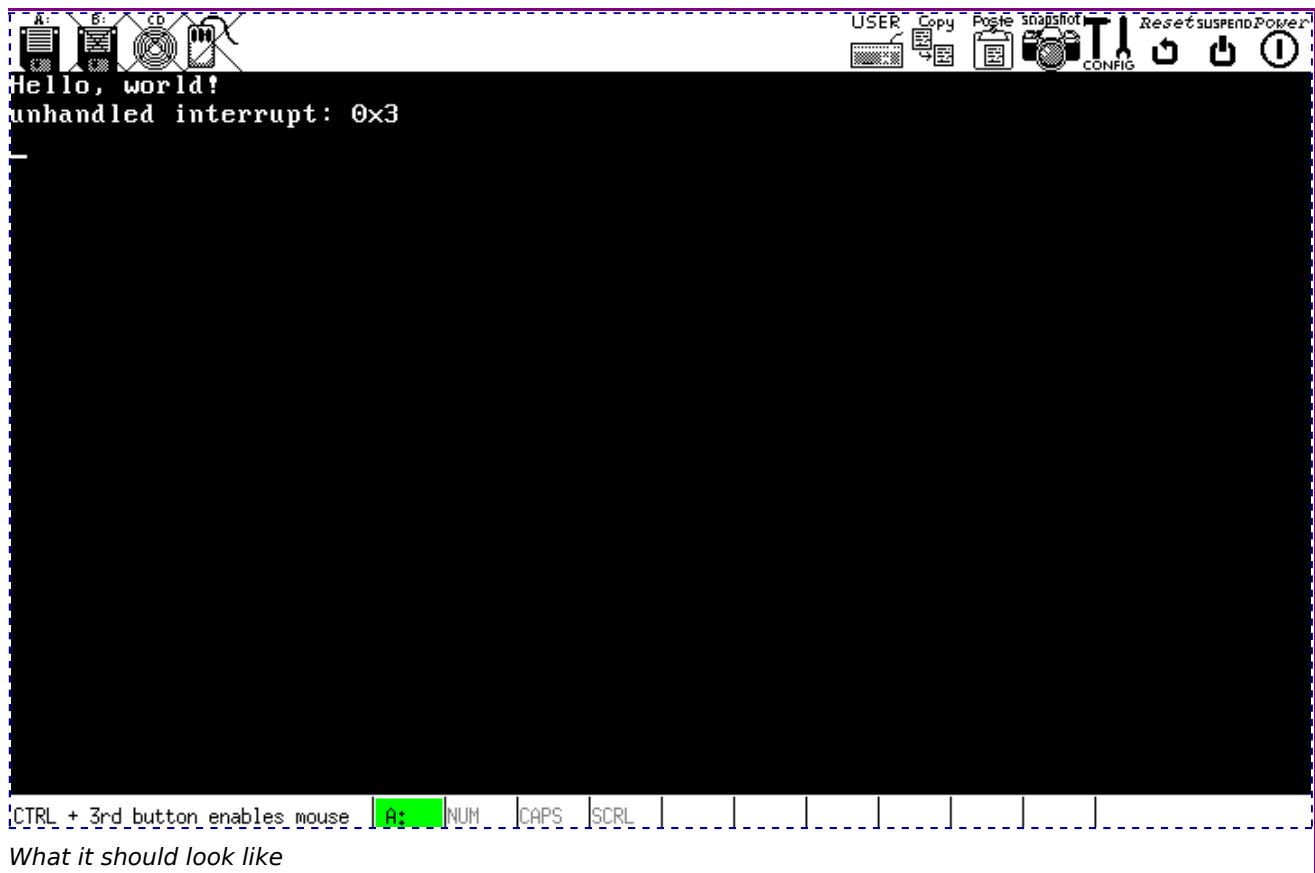 A: B: CD USER Copy Paste snapshot CONFIG Reset SUSPEND Power
Hello, world!
unhandled interrupt: 0x3
CTRL + 3rd button enables mouse A: NUM CAPS SCRL
What it should look like